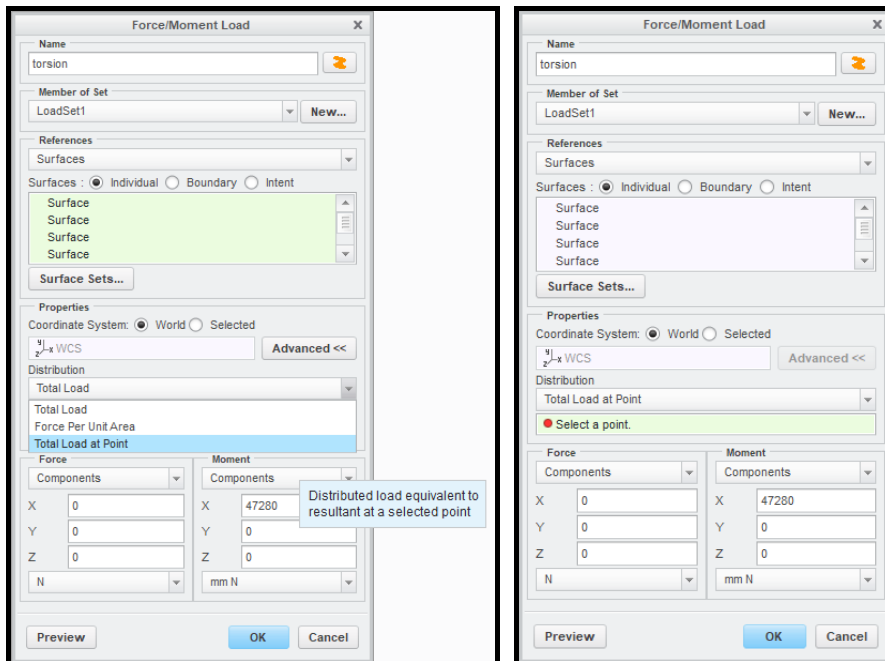 Force/Moment Load
Name
torsion
Member of Set
LoadSet1
New...
References
Surfaces
Surfaces : Individual Boundary Intent
Surface
Surface
Surface
Surface
Surface Sets...
Properties
Coordinate System: World Selected
y x z WCS
Advanced <<
Distribution
Total Load
Total Load
Force Per Unit Area
Total Load at Point
Distributed load equivalent to
resultant at a selected point
Force
Components
X 0
Y 0
Z 0
N
Moment
Components
X 47280
Y 0
Z 0
mm N
Preview OK Cancel
Force/Moment Load
Name
torsion
Member of Set
LoadSet1
New...
References
Surfaces
Surfaces : Individual Boundary Intent
Surface
Surface
Surface
Surface
Surface Sets...
Properties
Coordinate System: World Selected
y x z WCS
Advanced <<
Distribution
Total Load at Point
Select a point.
Force
Components
X 0
Y 0
Z 0
N
Moment
Components
X 47280
Y 0
Z 0
mm N
Preview OK Cancel